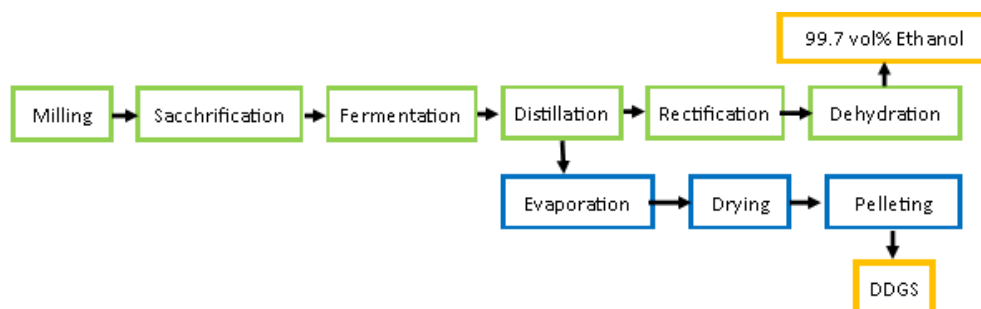 99.7 vol% Ethanol
Milling
Sacchrification
Fermentation
Distillation
Rectification
Dehydration
Evaporation
Drying
Pelleting
DDGS